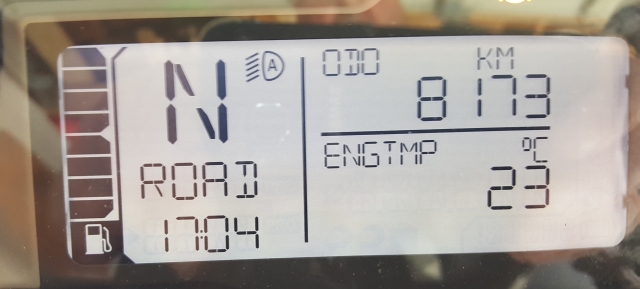 N
A
ROAD
17:04
ODO KM
8173
ENGTMP °C
23